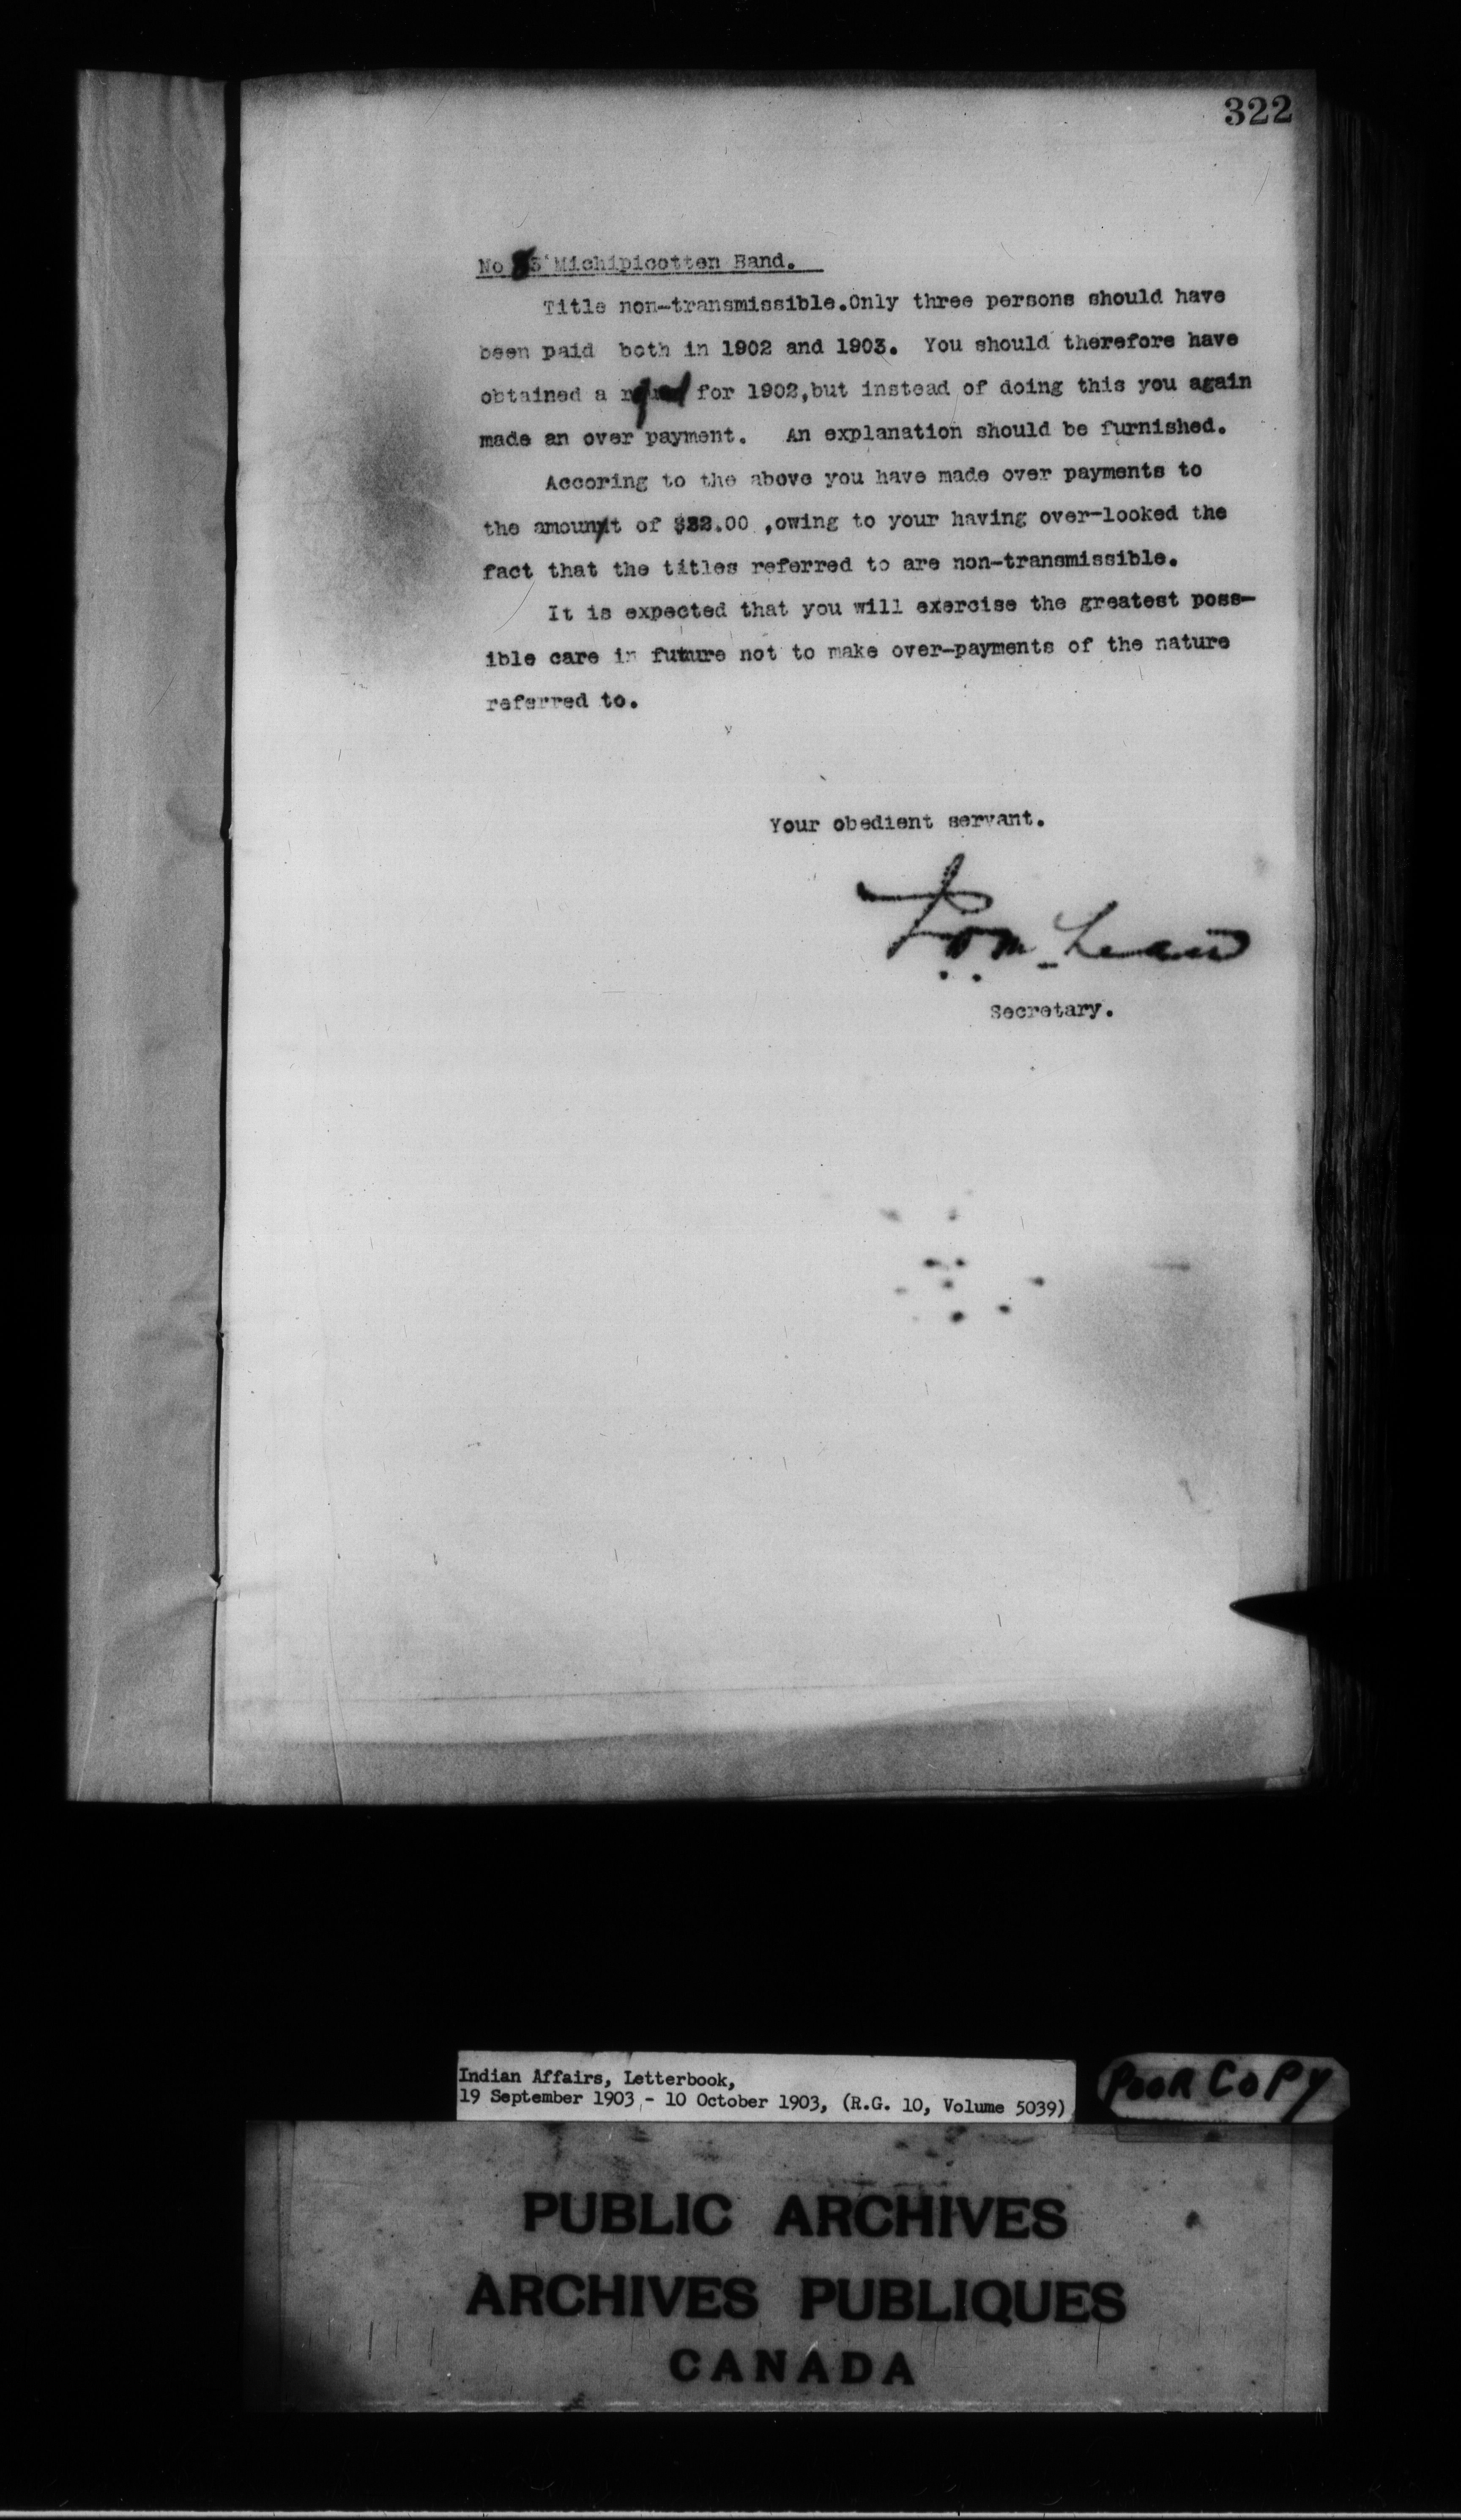 322
No 3 Michipicotten Band.
Title non-transmissible.Only three persons should have
been paid both in 1902 and 1903. You should therefore have
obtained a for 1902,but instead of doing this you again
made an over payment. An explanation should be furnished.
Accoring to the above you have made over payments to
the amount of $32.00 ,owing to your having over-looked the
fact that the titles referred to are non-transmissible.
It is expected that you will exercise the greatest poss-
ible care in future not to make over-payments of the nature
referred to.
Your obedient servant.
Secretary.
Indian Affairs, Letterbook,
19 September 1903 - 10 October 1903, (R.G. 10, Volume 5039)
POOR COPY
PUBLIC ARCHIVES
ARCHIVES PUBLIQUES
CANADA